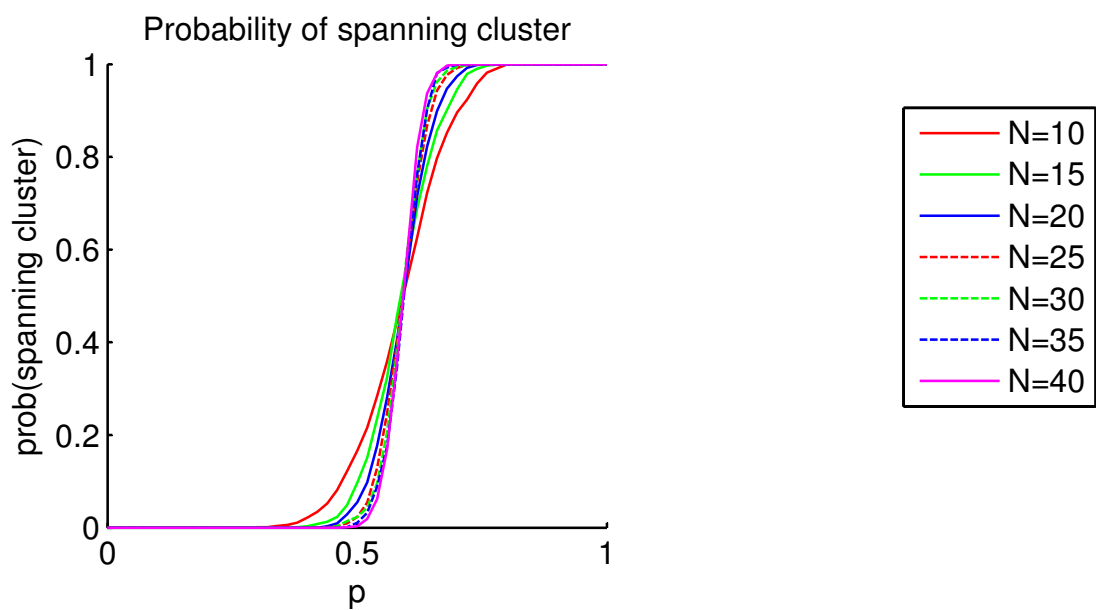 Probability of spanning cluster
prob(spanning cluster)
1
0.8
0.6
0.4
0.2
0
0
0.5
1
p
N=10
N=15
N=20
N=25
N=30
N=35
N=40